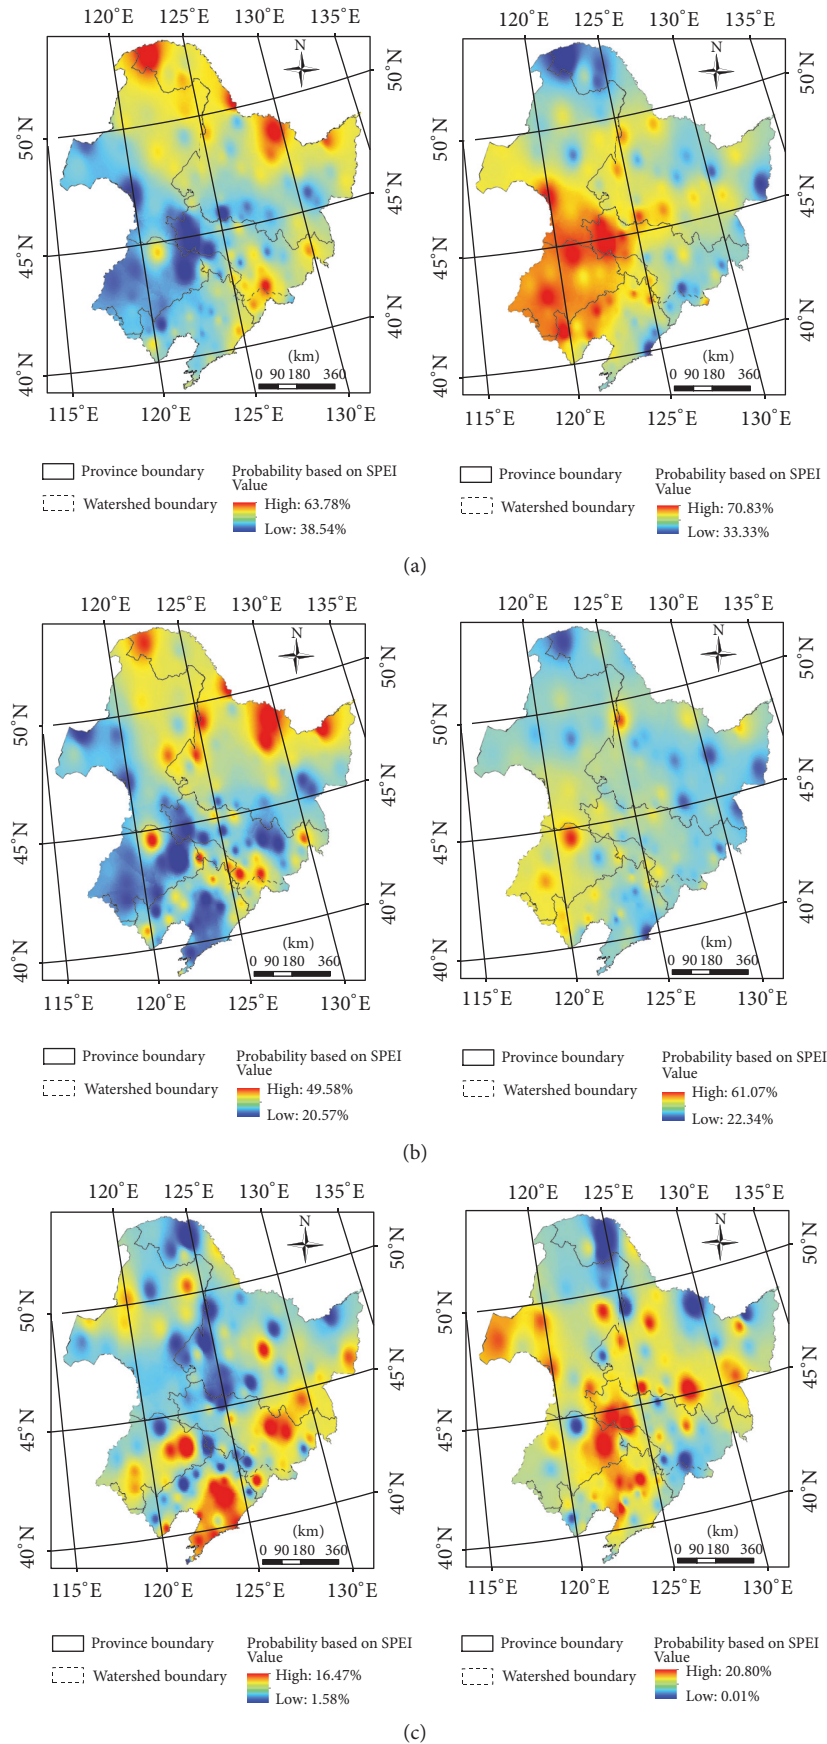 120°E 125°E 130°E 135°E
N
50°N
50°N
45°N
45°N
40°N
40°N
(km)
0 90 180 360
115°E 120°E 125°E 130°E
Province boundary
Watershed boundary
Probability based on SPEI
Value
High: 63.78%
Low: 38.54%
120°E 125°E 130°E 135°E
N
50°N
50°N
45°N
45°N
40°N
40°N
(km)
0 90 180 360
115°E 120°E 125°E 130°E
Province boundary
Watershed boundary
Probability based on SPEI
Value
High: 70.83%
Low: 33.33%
(a)
120°E 125°E 130°E 135°E
N
50°N
50°N
45°N
45°N
40°N
40°N
(km)
0 90 180 360
115°E 120°E 125°E 130°E
Province boundary
Watershed boundary
Probability based on SPEI
Value
High: 49.58%
Low: 20.57%
120°E 125°E 130°E 135°E
N
50°N
50°N
45°N
45°N
40°N
40°N
(km)
0 90 180 360
115°E 120°E 125°E 130°E
Province boundary
Watershed boundary
Probability based on SPEI
Value
High: 61.07%
Low: 22.34%
(b)
120°E 125°E 130°E 135°E
N
50°N
50°N
45°N
45°N
40°N
40°N
(km)
0 90 180 360
115°E 120°E 125°E 130°E
Province boundary
Watershed boundary
Probability based on SPEI
Value
High: 16.47%
Low: 1.58%
120°E 125°E 130°E 135°E
N
50°N
50°N
45°N
45°N
40°N
40°N
(km)
0 90 180 360
115°E 120°E 125°E 130°E
Province boundary
Watershed boundary
Probability based on SPEI
Value
High: 20.80%
Low: 0.01%
(c)